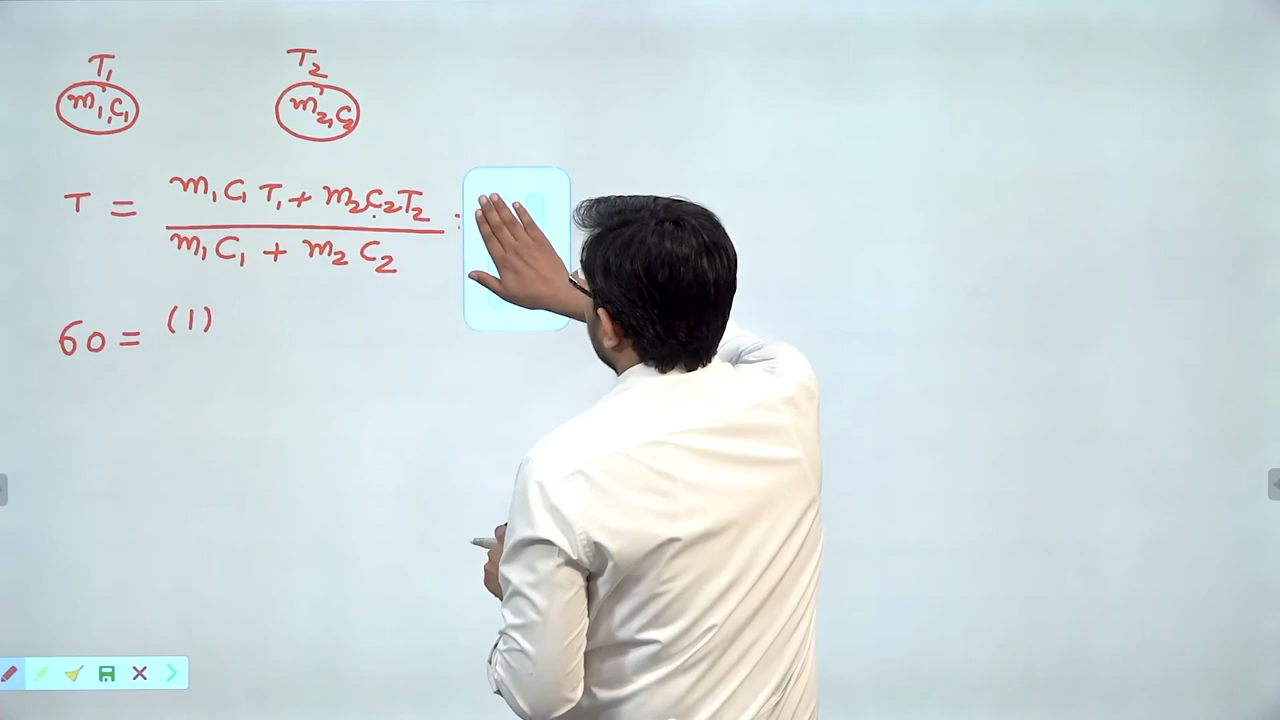 T₁ T₂
m₁,C₁ m₂,C₂
T = m₁C₁T₁ + m₂C₂T₂
m₁C₁ + m₂C₂
60 = (1)